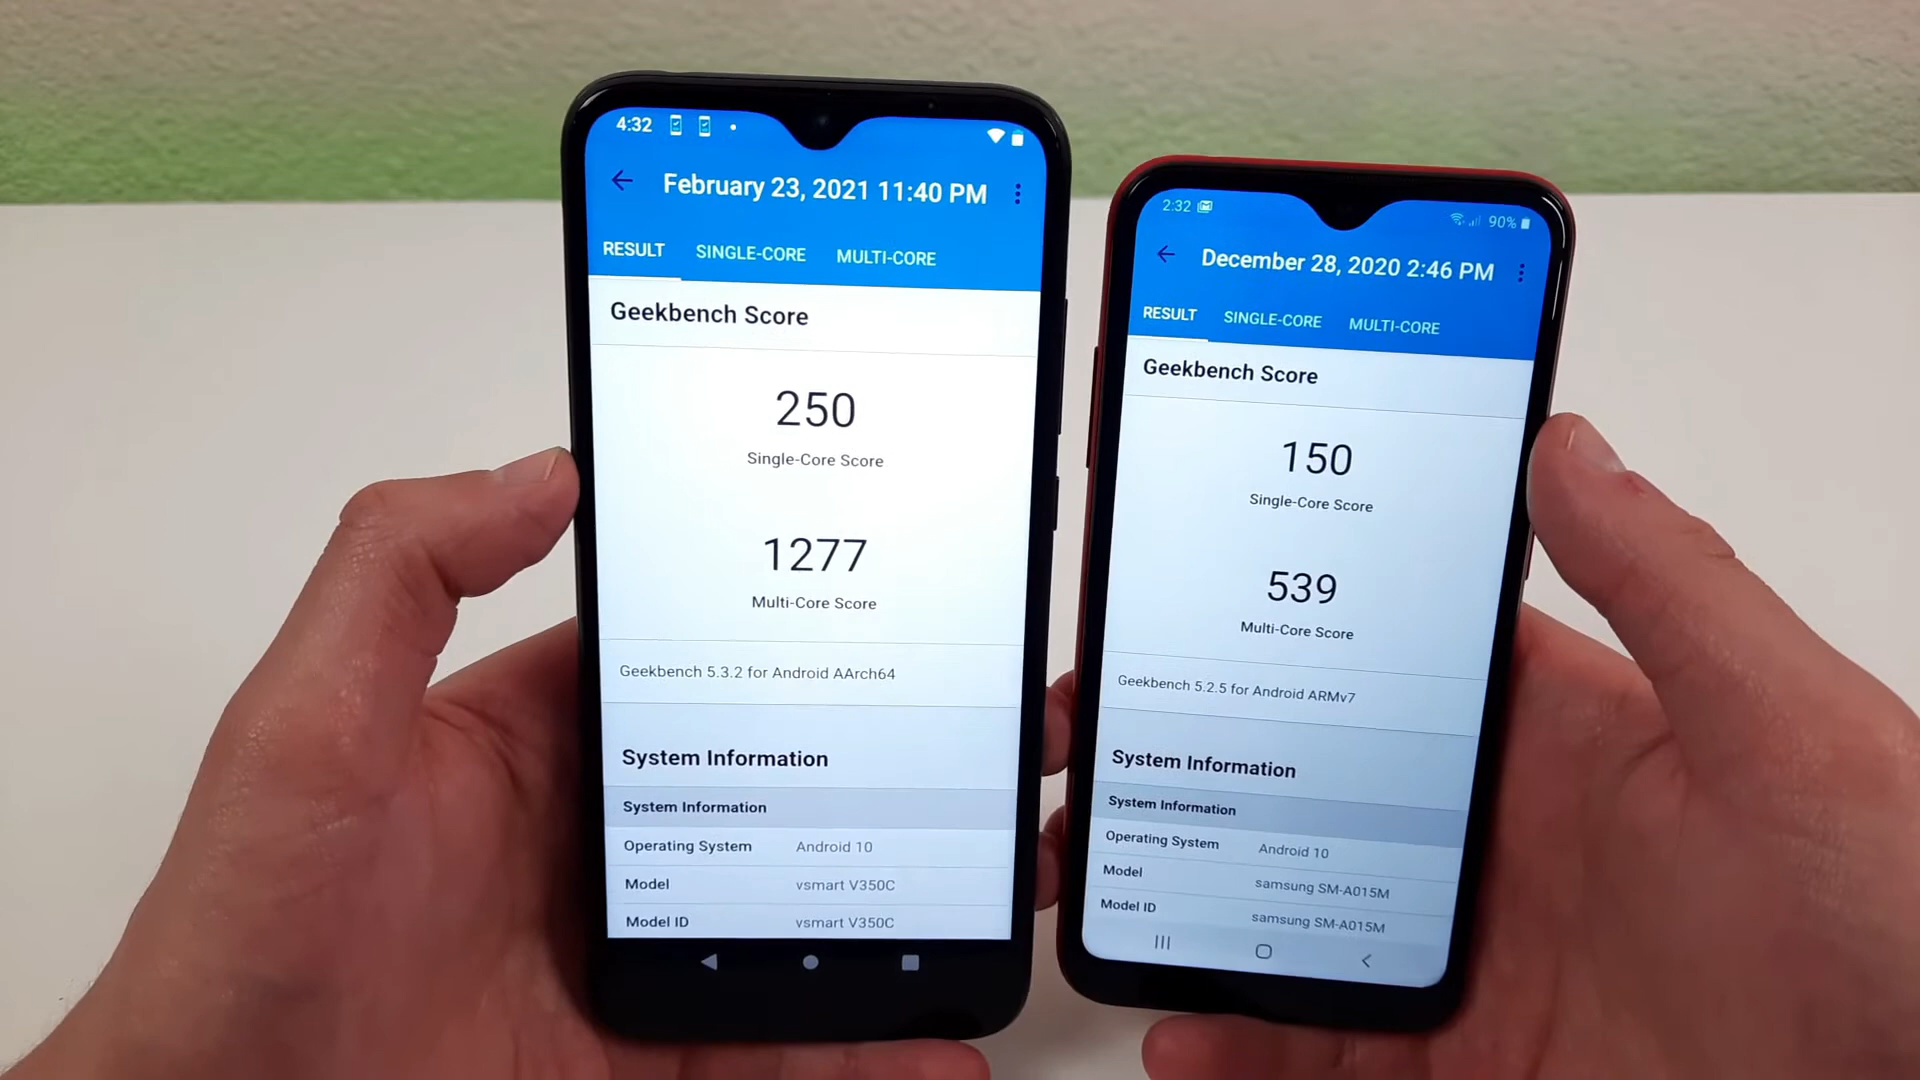 4:32
February 23, 2021 11:40 PM
RESULT SINGLE-CORE MULTI-CORE
Geekbench Score
250
Single-Core Score
1277
Multi-Core Score
Geekbench 5.3.2 for Android AArch64
System Information
System Information
Operating System Android 10
Model vsmart V350C
Model ID vsmart V350C
2:32 90%
December 28, 2020 2:46 PM
RESULT SINGLE-CORE MULTI-CORE
Geekbench Score
150
Single-Core Score
539
Multi-Core Score
Geekbench 5.2.5 for Android ARMv7
System Information
System Information
Operating System Android 10
Model samsung SM-A015M
Model ID samsung SM-A015M